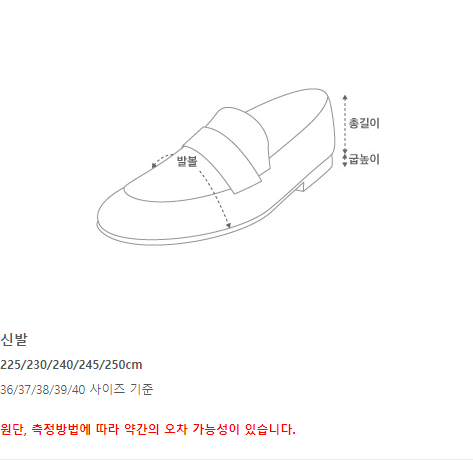 총길이
굽높이
발볼
신발
225/230/240/245/250cm
36/37/38/39/40 사이즈 기준
원단, 측정방법에 따라 약간의 오차 가능성이 있습니다.